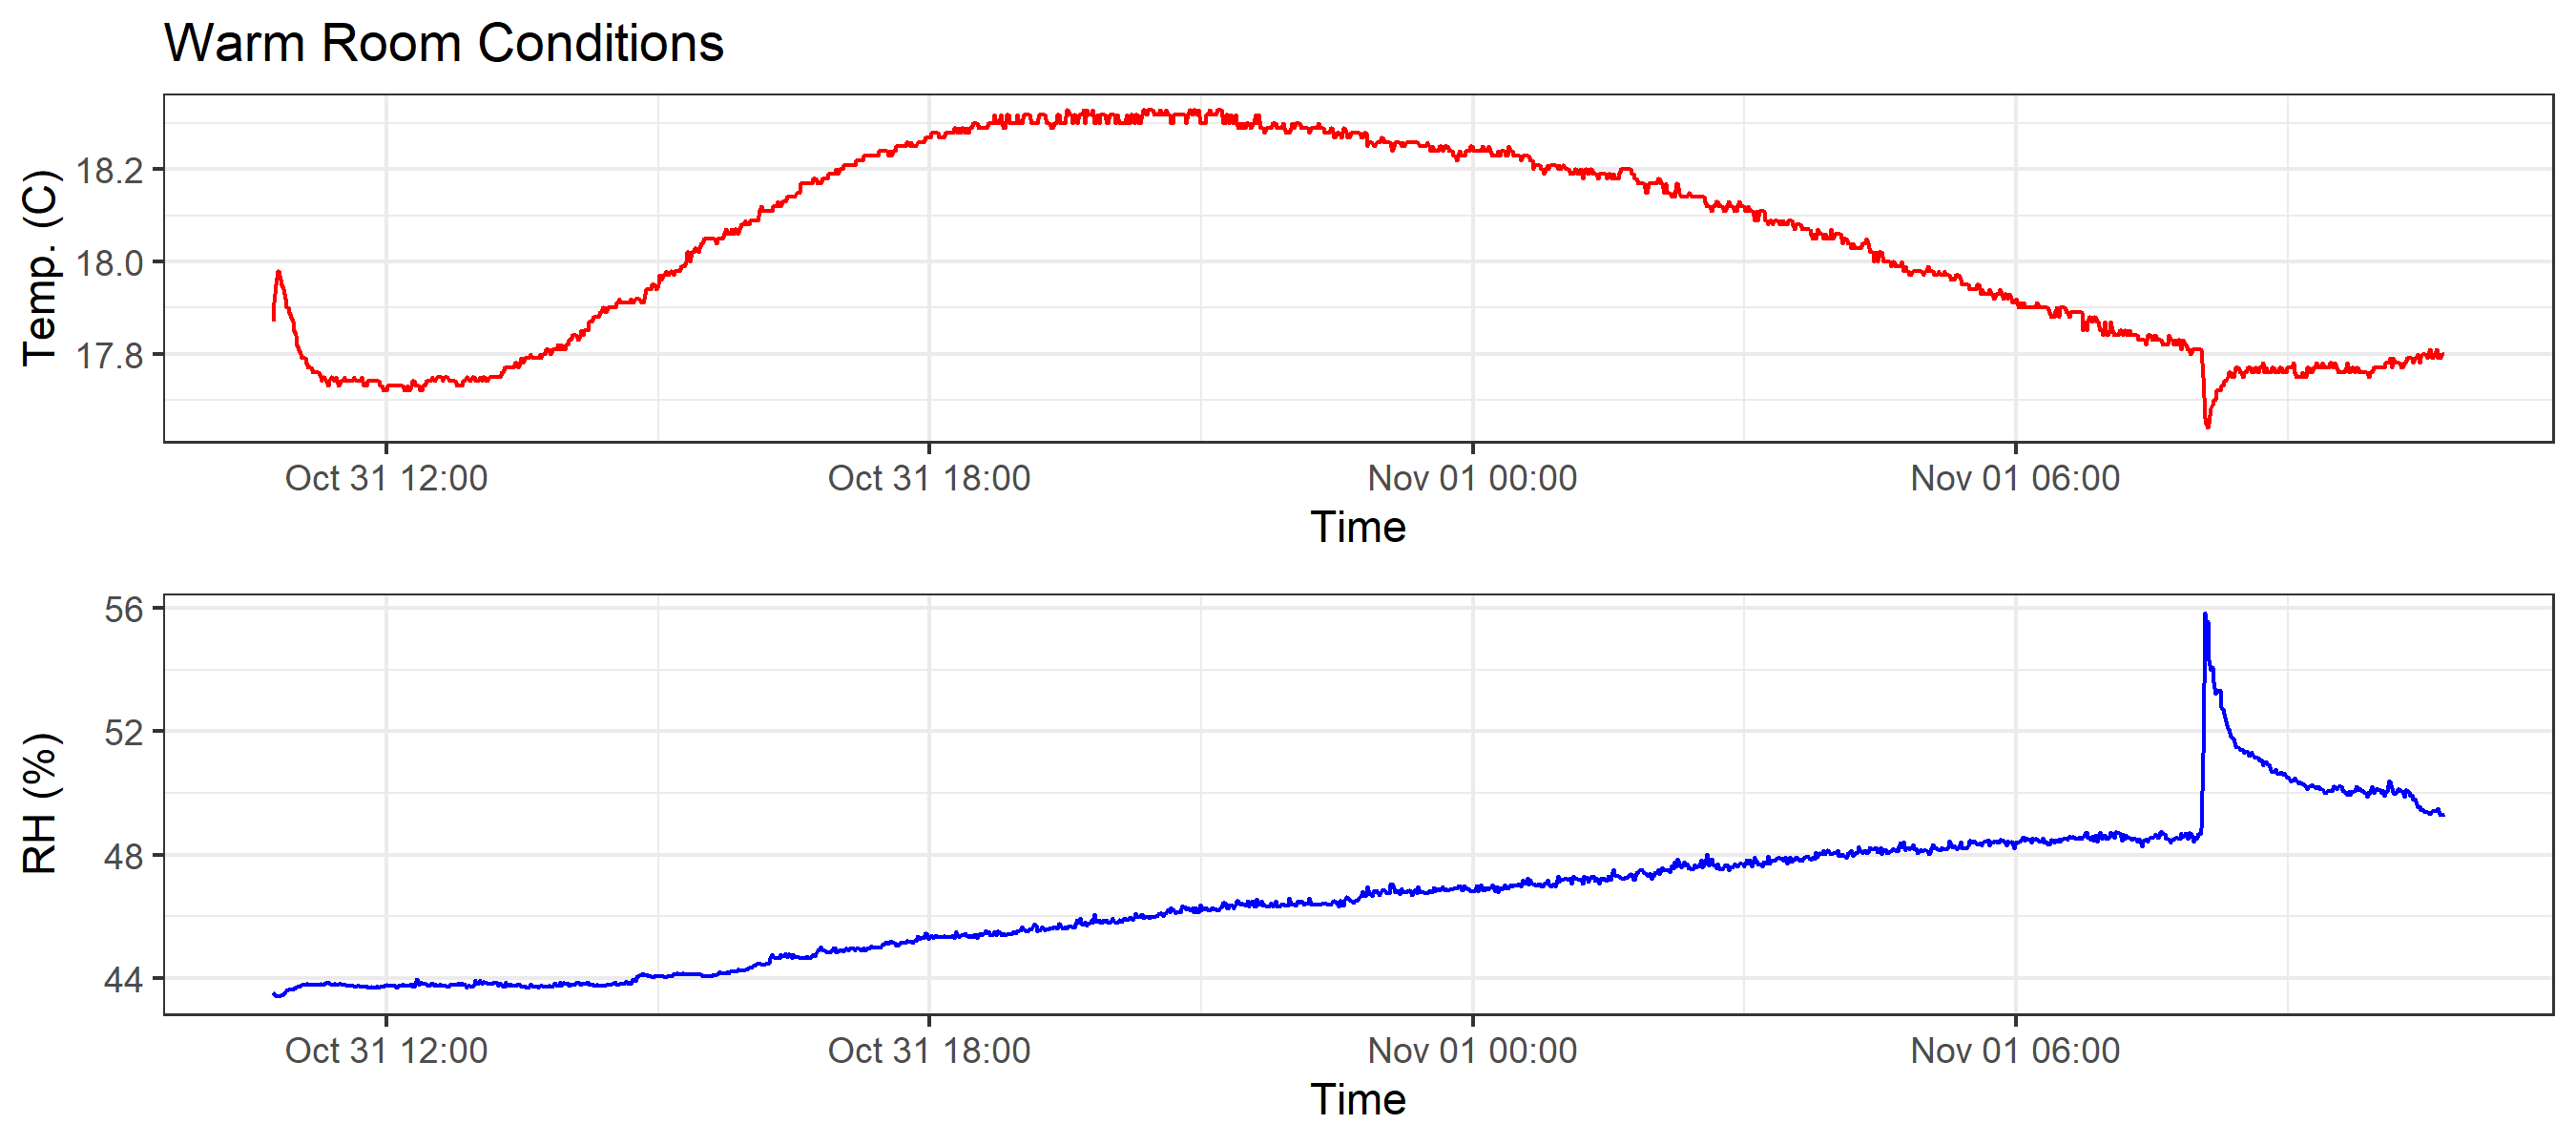 Warm Room Conditions
Temp. (C)
18.2
18.0
17.8
Oct 31 12:00 Oct 31 18:00 Nov 01 00:00 Nov 01 06:00
Time
RH (%)
56
52
48
44
Oct 31 12:00 Oct 31 18:00 Nov 01 00:00 Nov 01 06:00
Time